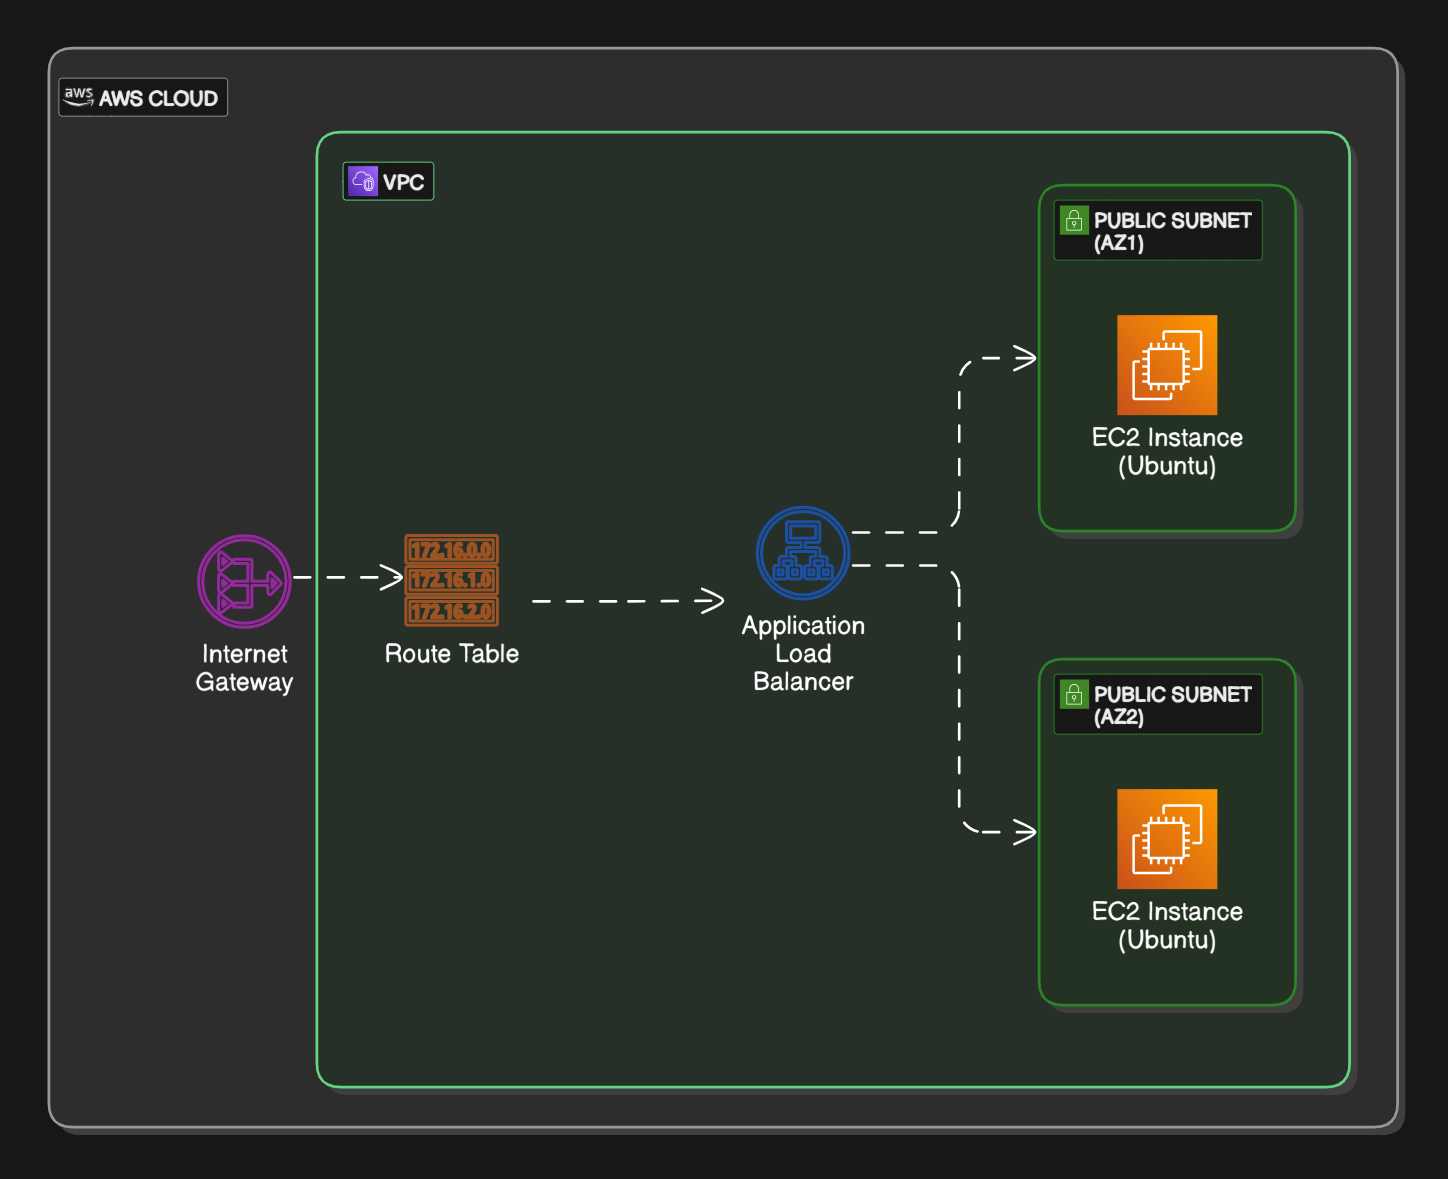 aws AWS CLOUD
VPC
PUBLIC SUBNET
(AZ1)
EC2 Instance
(Ubuntu)
Internet
Gateway
172.16.0.0
172.16.1.0
172.16.2.0
Route Table
Application
Load
Balancer
PUBLIC SUBNET
(AZ2)
EC2 Instance
(Ubuntu)